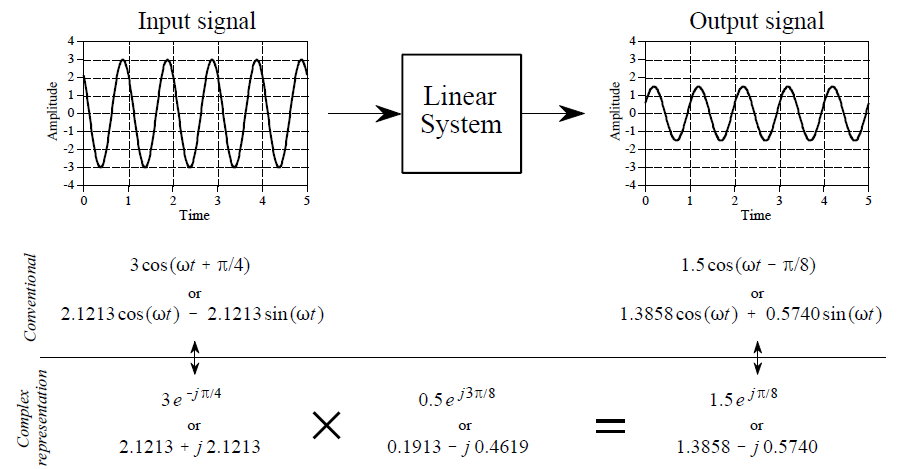 Input signal
Output signal
Amplitude
4
3
2
1
0
-1
-2
-3
-4
0 1 2 3 4 5
Time
Linear
System
Amplitude
4
3
2
1
0
-1
-2
-3
-4
0 1 2 3 4 5
Time
Conventional
3 cos(ωt + π/4)
or
2.1213 cos(ωt) − 2.1213 sin(ωt)
1.5 cos(ωt − π/8)
or
1.3858 cos(ωt) + 0.5740 sin(ωt)
Complex
representation
3 e^{-jπ/4}
or
2.1213 + j 2.1213
×
0.5 e^{j3π/8}
or
0.1913 − j 0.4619
=
1.5 e^{jπ/8}
or
1.3858 − j 0.5740